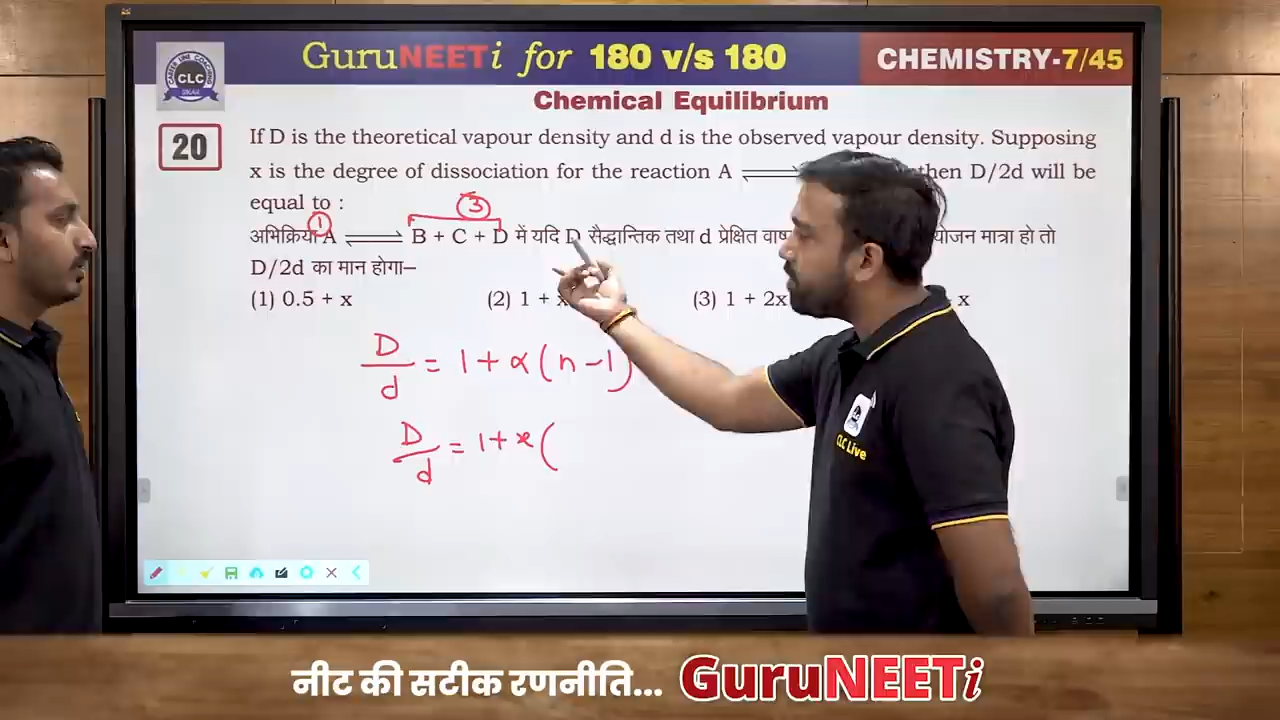 GuruNEETi for 180 v/s 180
CHEMISTRY-7/45
CLC
SIKAR
Chemical Equilibrium
20
If D is the theoretical vapour density and d is the observed vapour density. Supposing
x is the degree of dissociation for the reaction A ⇌ then D/2d will be
equal to :
1
3
अभिक्रिया A ⇌ B + C + D में यदि D सैद्धान्तिक तथा d प्रेक्षित हो तो
D/2d का मान होगा–
(1) 0.5 + x
(2) 1 +
(3) 1 + 2x
x
D/d = 1 + α(n-1)
D/d = 1 + x(
CLC Live
नीट की सटीक रणनीति... GuruNEETi